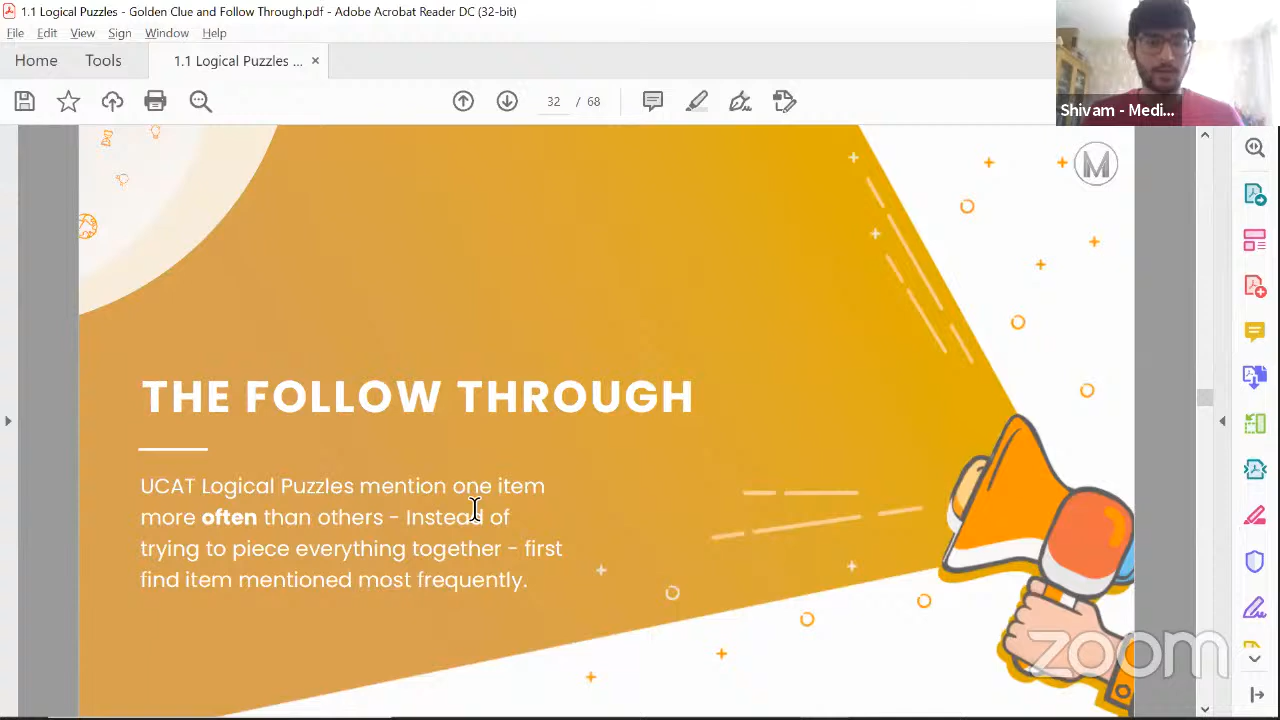 1.1 Logical Puzzles - Golden Clue and Follow Through.pdf - Adobe Acrobat Reader DC (32-bit)
File Edit View Sign Window Help
Home Tools 1.1 Logical Puzzles ... ×
32 / 68
Shivam - Medi...
M
THE FOLLOW THROUGH
UCAT Logical Puzzles mention one item
more often than others - Instead of
trying to piece everything together - first
find item mentioned most frequently.
zoom